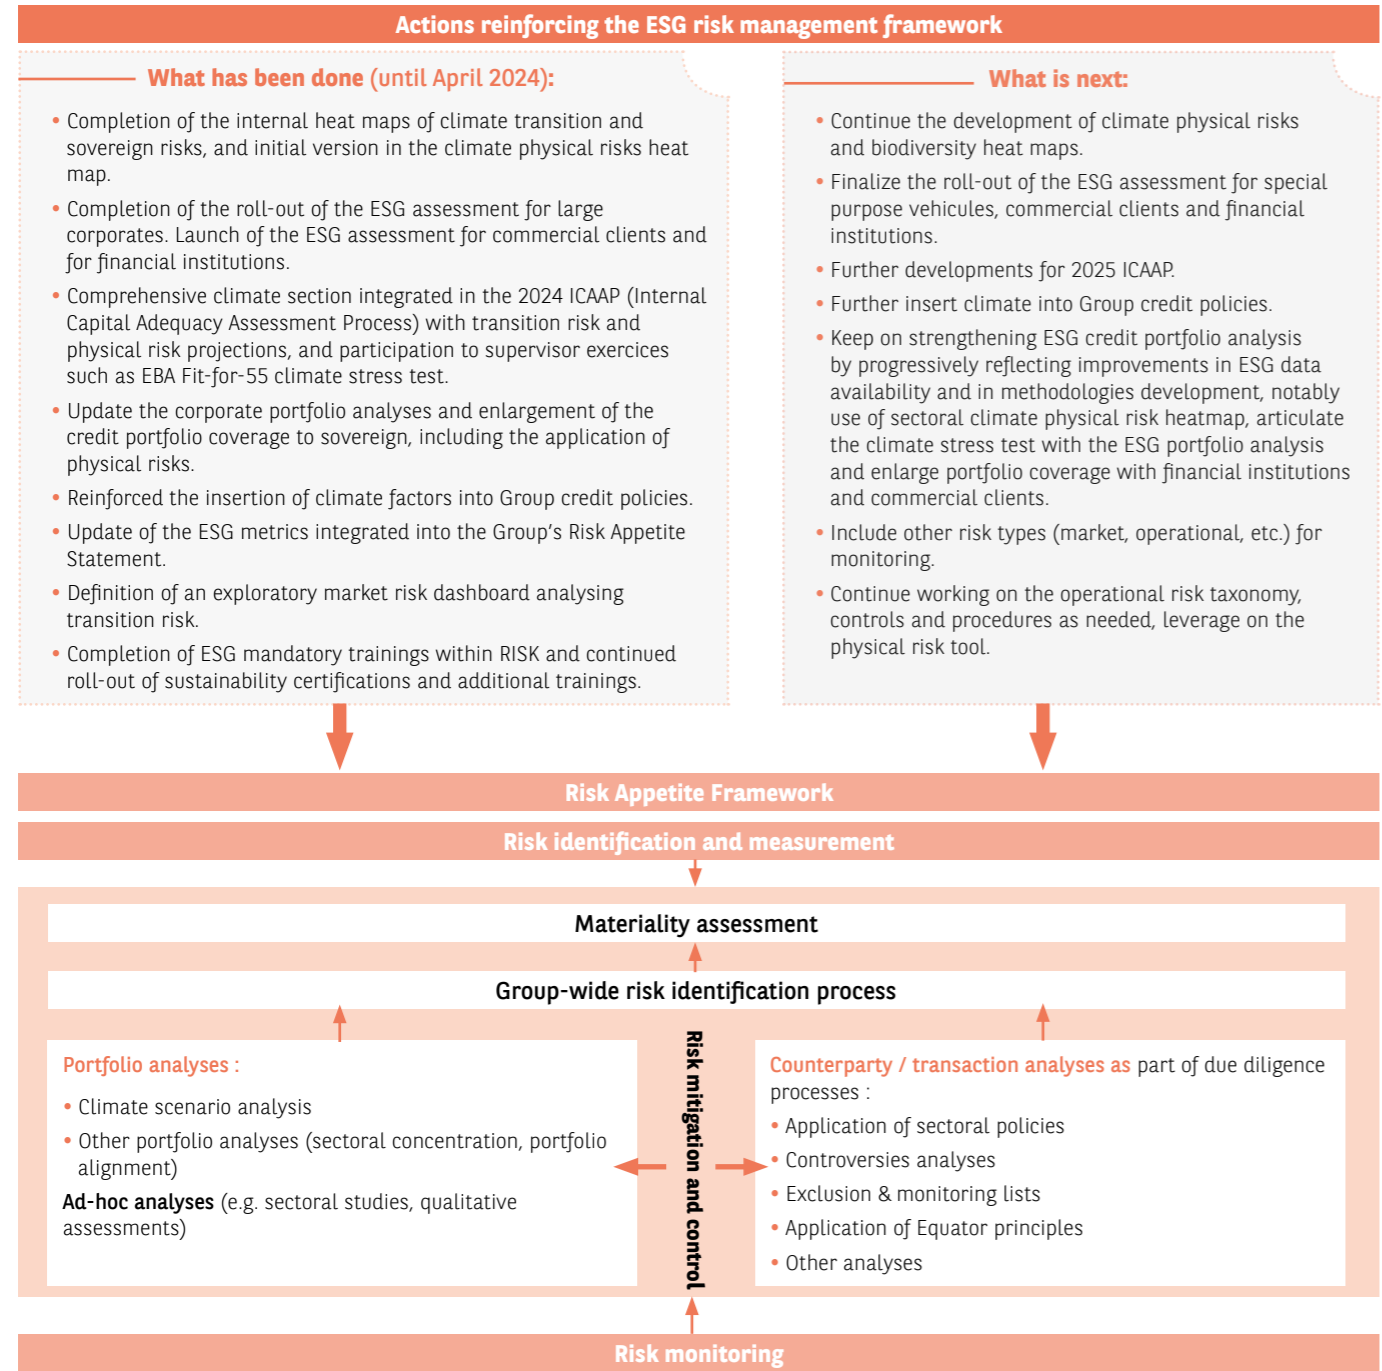 Actions reinforcing the ESG risk management framework
What has been done (until April 2024):
• Completion of the internal heat maps of climate transition and
sovereign risks, and initial version in the climate physical risks heat
map.
• Completion of the roll-out of the ESG assessment for large
corporates. Launch of the ESG assessment for commercial clients and
for financial institutions.
• Comprehensive climate section integrated in the 2024 ICAAP (Internal
Capital Adequacy Assessment Process) with transition risk and
physical risk projections, and participation to supervisor exercices
such as EBA Fit-for-55 climate stress test.
• Update the corporate portfolio analyses and enlargement of the
credit portfolio coverage to sovereign, including the application of
physical risks.
• Reinforced the insertion of climate factors into Group credit policies.
• Update of the ESG metrics integrated into the Group's Risk Appetite
Statement.
• Definition of an exploratory market risk dashboard analysing
transition risk.
• Completion of ESG mandatory trainings within RISK and continued
roll-out of sustainability certifications and additional trainings.
What is next:
• Continue the development of climate physical risks
and biodiversity heat maps.
• Finalize the roll-out of the ESG assessment for special
purpose vehicules, commercial clients and financial
institutions.
• Further developments for 2025 ICAAP.
• Further insert climate into Group credit policies.
• Keep on strengthening ESG credit portfolio analysis
by progressively reflecting improvements in ESG data
availability and in methodologies development, notably
use of sectoral climate physical risk heatmap, articulate
the climate stress test with the ESG portfolio analysis
and enlarge portfolio coverage with financial institutions
and commercial clients.
• Include other risk types (market, operational, etc.) for
monitoring.
• Continue working on the operational risk taxonomy,
controls and procedures as needed, leverage on the
physical risk tool.
Risk Appetite Framework
Risk identification and measurement
Materiality assessment
Group-wide risk identification process
Portfolio analyses :
• Climate scenario analysis
• Other portfolio analyses (sectoral concentration, portfolio
alignment)
Ad-hoc analyses (e.g. sectoral studies, qualitative
assessments)
Risk mitigation and control
Counterparty / transaction analyses as part of due diligence
processes :
• Application of sectoral policies
• Controversies analyses
• Exclusion & monitoring lists
• Application of Equator principles
• Other analyses
Risk monitoring